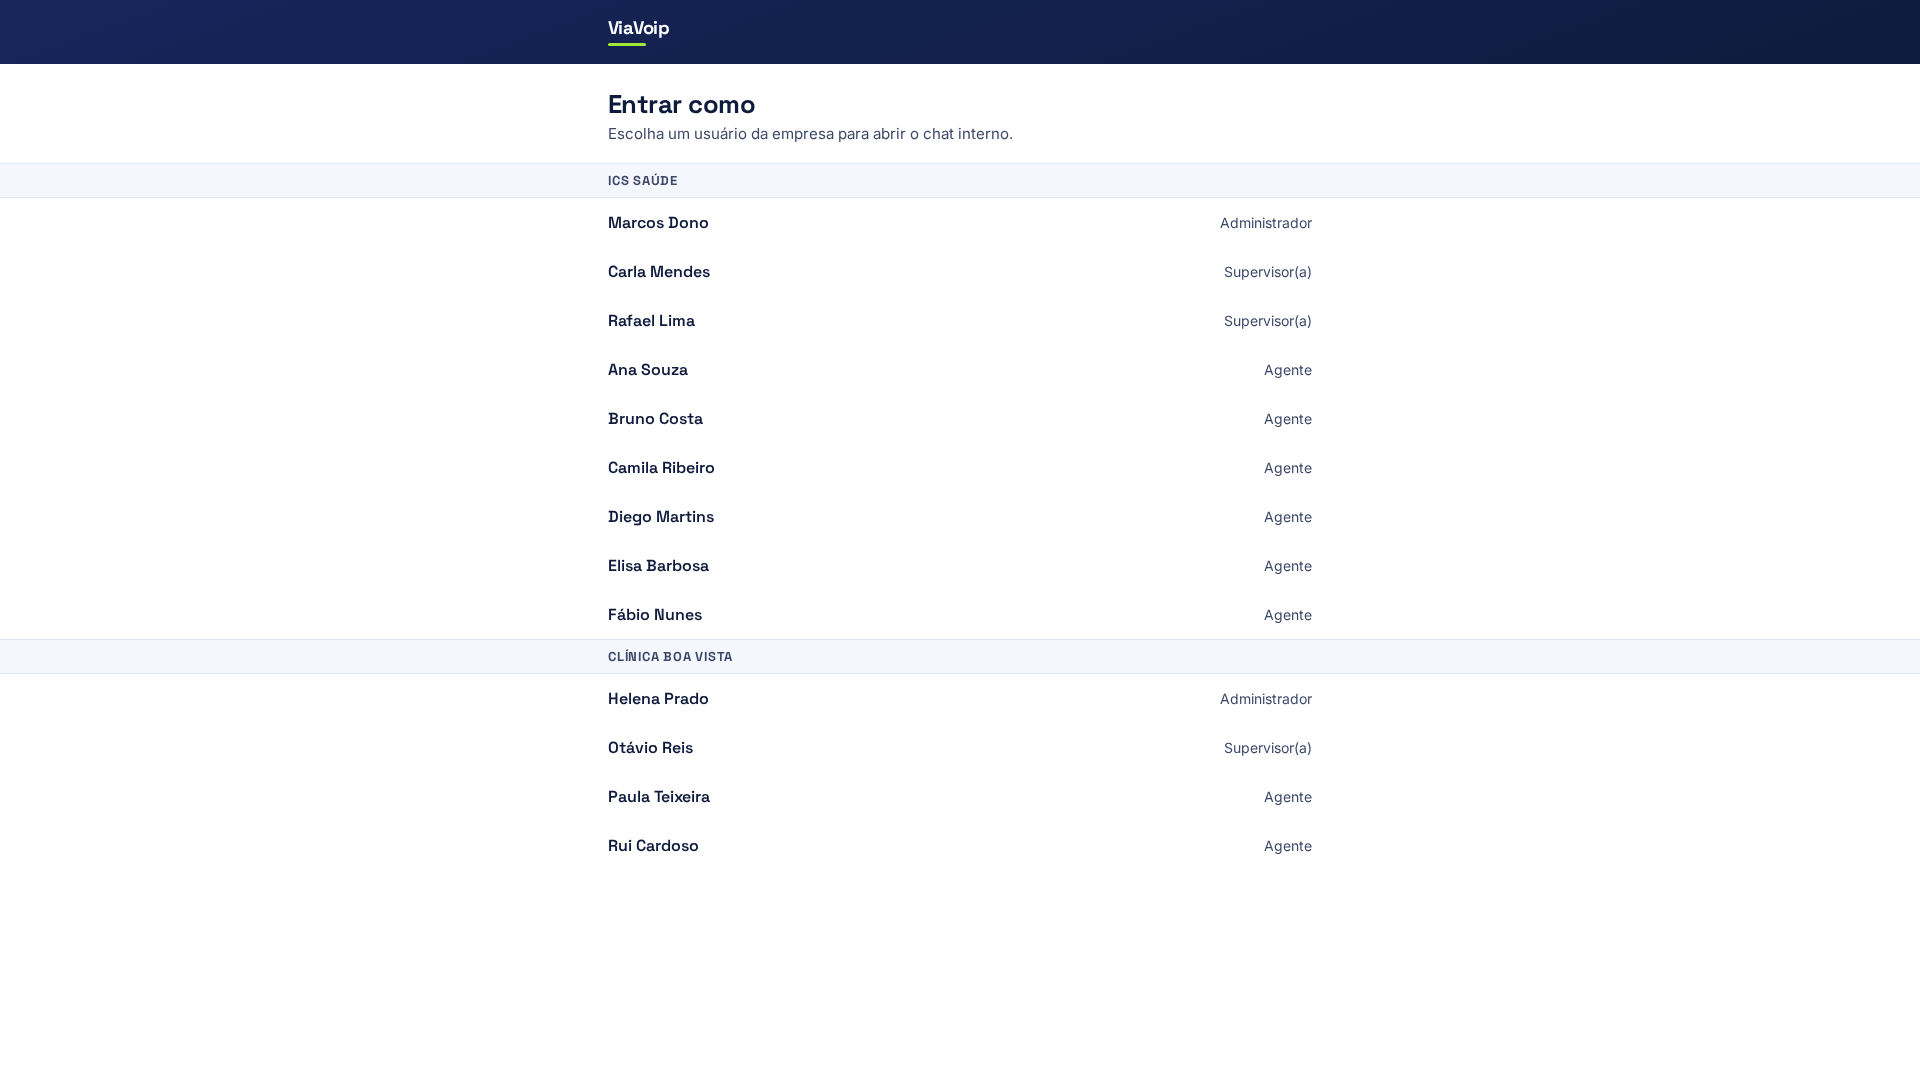 ViaVoip
Entrar como
Escolha um usuário da empresa para abrir o chat interno.
ICS SAÚDE
Marcos Dono Administrador
Carla Mendes Supervisor(a)
Rafael Lima Supervisor(a)
Ana Souza Agente
Bruno Costa Agente
Camila Ribeiro Agente
Diego Martins Agente
Elisa Barbosa Agente
Fábio Nunes Agente
CLÍNICA BOA VISTA
Helena Prado Administrador
Otávio Reis Supervisor(a)
Paula Teixeira Agente
Rui Cardoso Agente